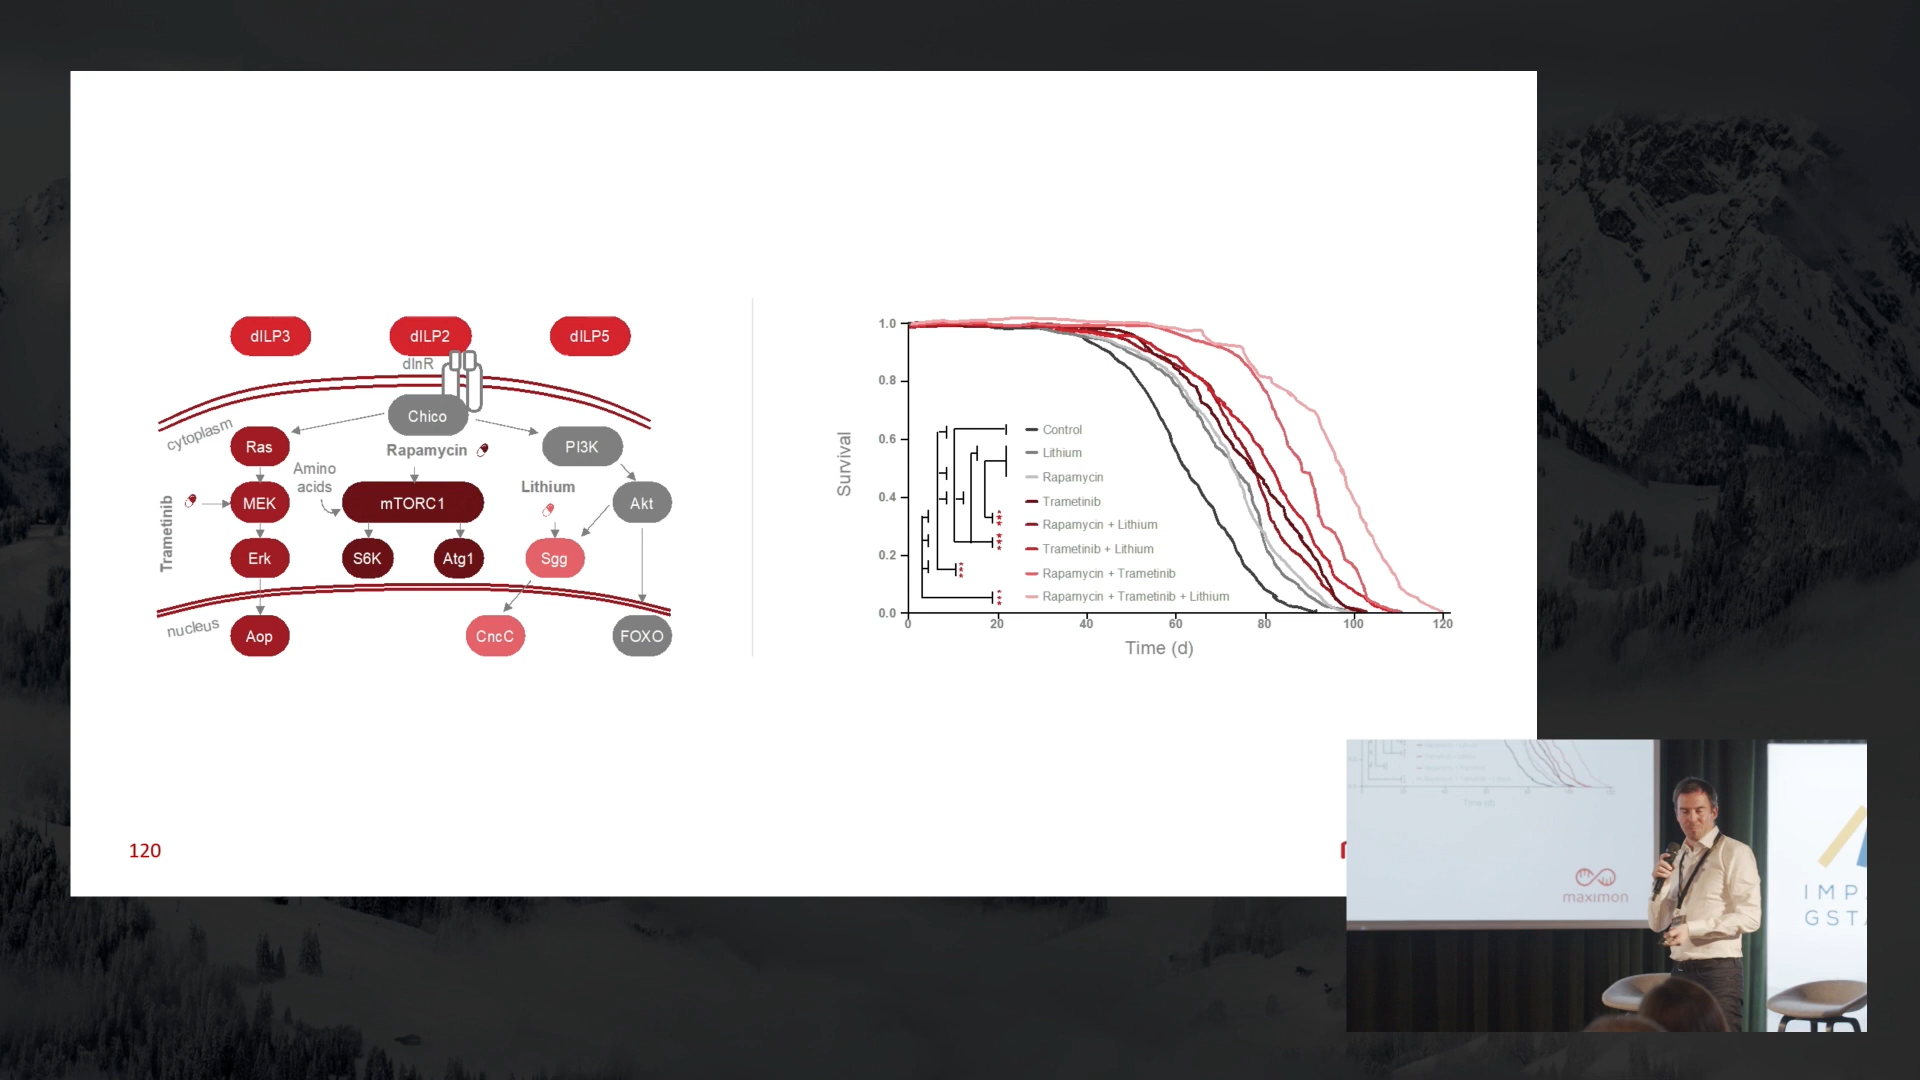 dILP3
dILP2
dILP5
dInR
cytoplasm
Chico
Ras
Rapamycin
PI3K
Amino
acids
Lithium
Trametinib
MEK
mTORC1
Akt
Erk
S6K
Atg1
Sgg
nucleus
Aop
CncC
FOXO
Survival
1.0
0.8
0.6
0.4
0.2
0.0
Control
Lithium
Rapamycin
Trametinib
Rapamycin + Lithium
Trametinib + Lithium
Rapamycin + Trametinib
Rapamycin + Trametinib + Lithium
0 20 40 60 80 100 120
Time (d)
120
maximon
IMP
GST